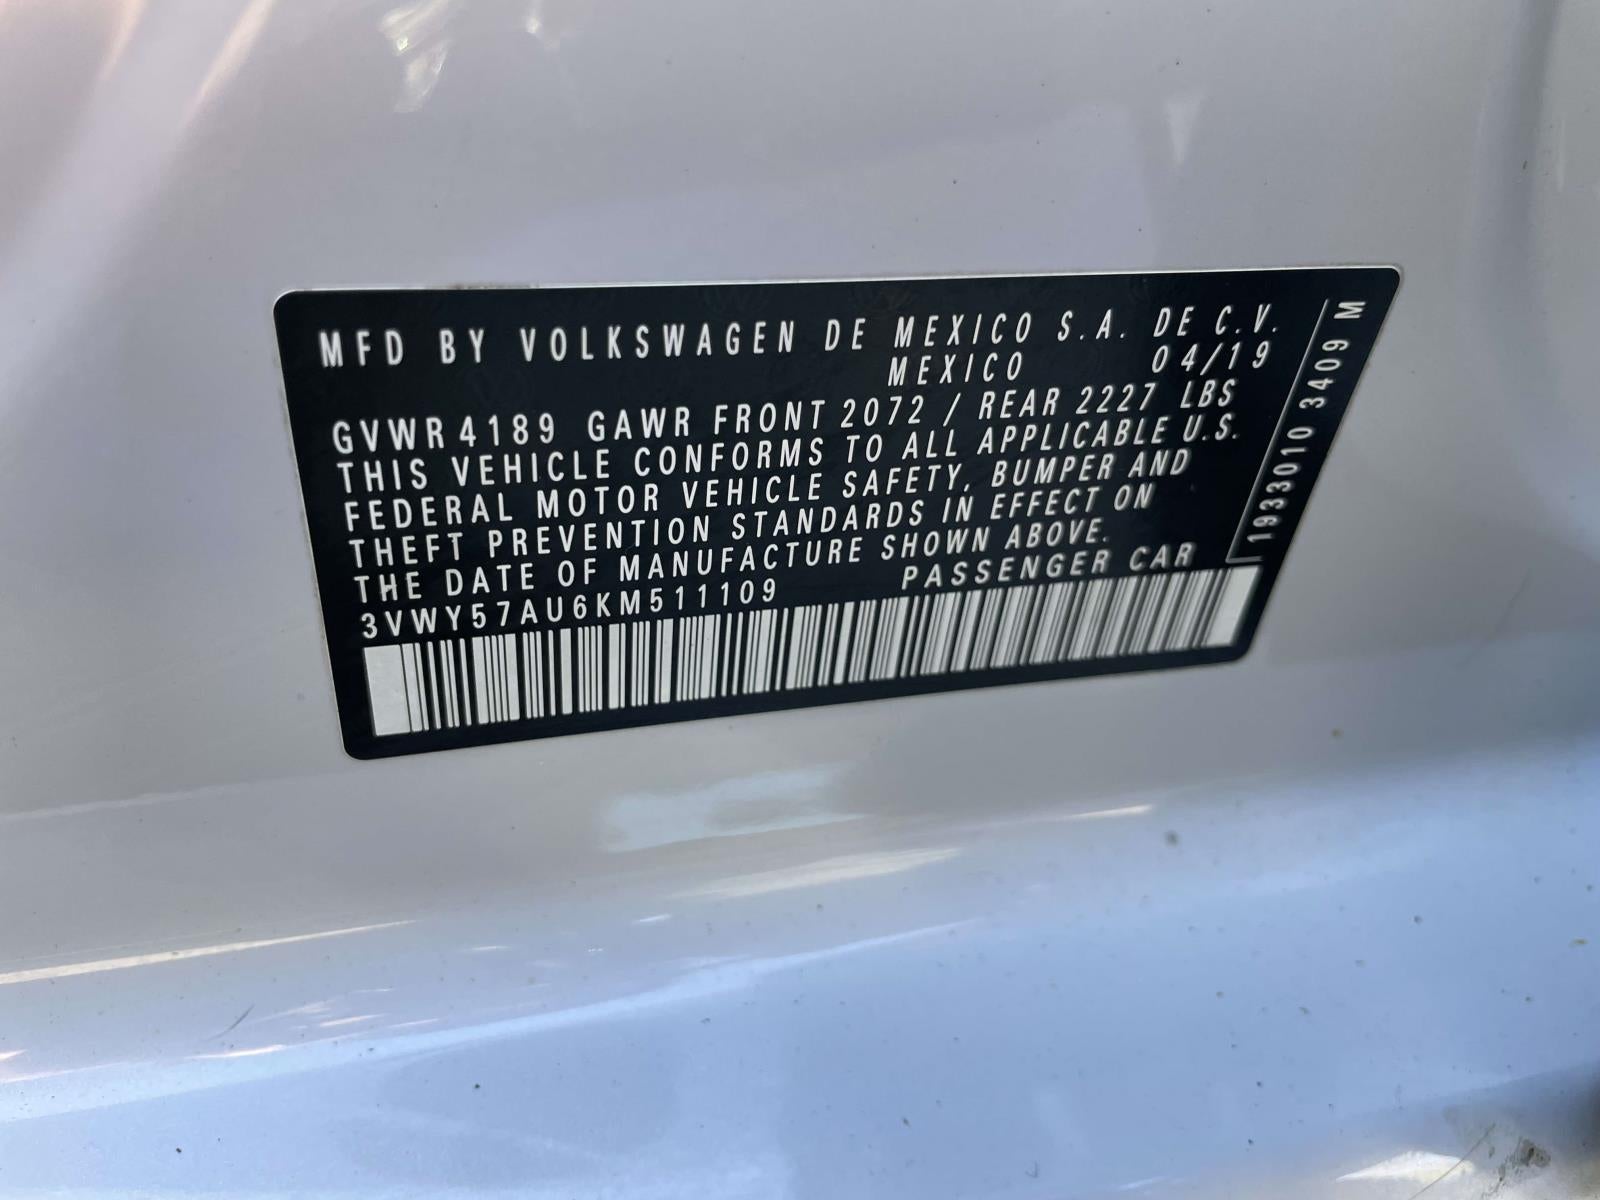 MFD BY VOLKSWAGEN DE MEXICO S.A. DE C.V.
MEXICO 04/19
GVWR 4189 GAWR FRONT 2072 / REAR 2227 LBS
THIS VEHICLE CONFORMS TO ALL APPLICABLE U.S.
FEDERAL MOTOR VEHICLE SAFETY, BUMPER AND
THEFT PREVENTION STANDARDS IN EFFECT ON
THE DATE OF MANUFACTURE SHOWN ABOVE.
3VWY57AU6KM511109 PASSENGER CAR
1933010 3409 M